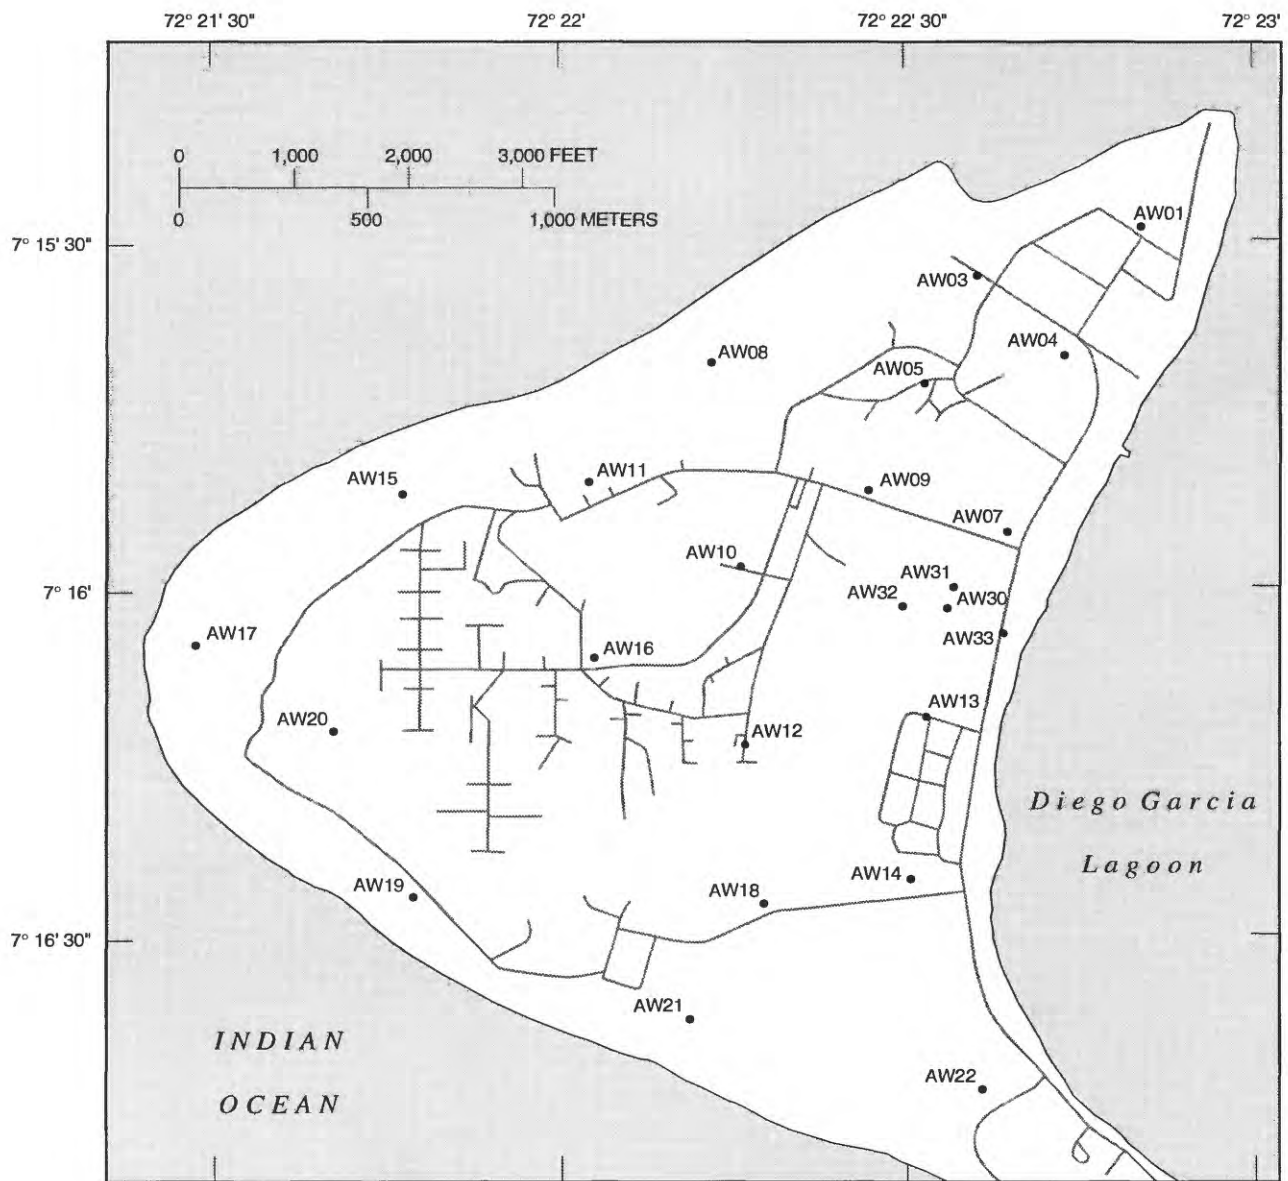 72° 21' 30" 72° 22' 72° 22' 30" 72° 23'
0 1,000 2,000 3,000 FEET
0 500 1,000 METERS
AW01
7° 15' 30"
AW03
AW04
AW08
AW05
AW11
AW15
AW09
AW07
AW10
AW31
7° 16'
AW32
AW30
AW17
AW33
AW16
AW13
AW20
AW12
Diego Garcia
Lagoon
AW14
AW19
AW18
7° 16' 30"
AW21
INDIAN
OCEAN
AW22